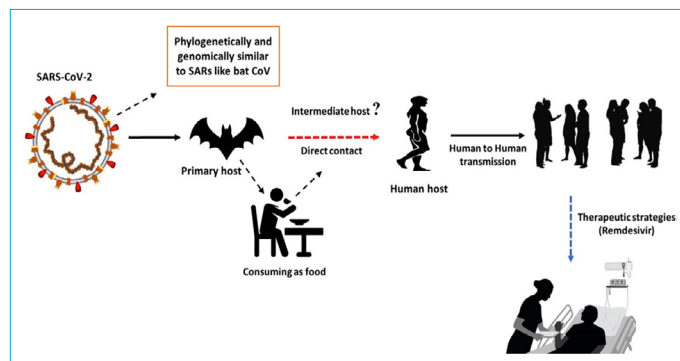 Phylogenetically and
genomically similar
to SARs like bat CoV
SARS-CoV-2
Intermediate host ?
Direct contact
Primary host
Human host
Human to Human
transmission
Consuming as food
Therapeutic strategies
(Remdesivir)